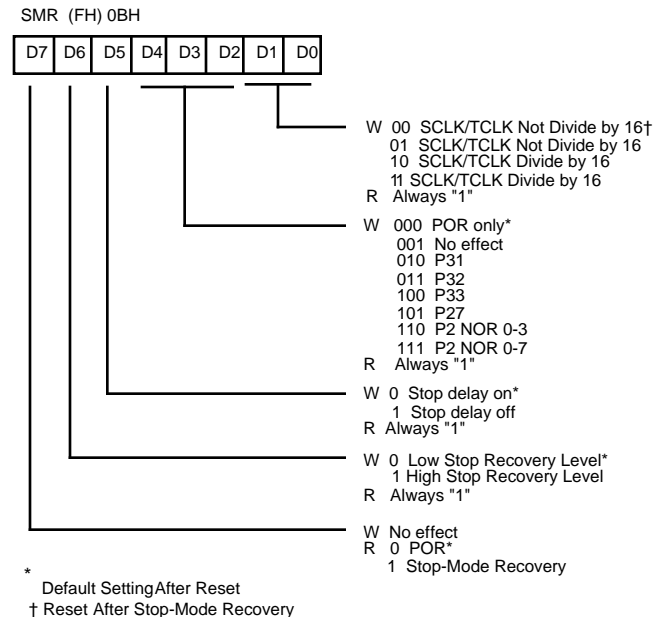 SMR (FH) 0BH
D7 D6 D5 D4 D3 D2 D1 D0
W 00 SCLK/TCLK Not Divide by 16†
01 SCLK/TCLK Not Divide by 16
10 SCLK/TCLK Divide by 16
11 SCLK/TCLK Divide by 16
R Always "1"
W 000 POR only*
001 No effect
010 P31
011 P32
100 P33
101 P27
110 P2 NOR 0-3
111 P2 NOR 0-7
R Always "1"
W 0 Stop delay on*
1 Stop delay off
R Always "1"
W 0 Low Stop Recovery Level*
1 High Stop Recovery Level
R Always "1"
W No effect
R 0 POR*
1 Stop-Mode Recovery
*
Default SettingAfter Reset
† Reset After Stop-Mode Recovery